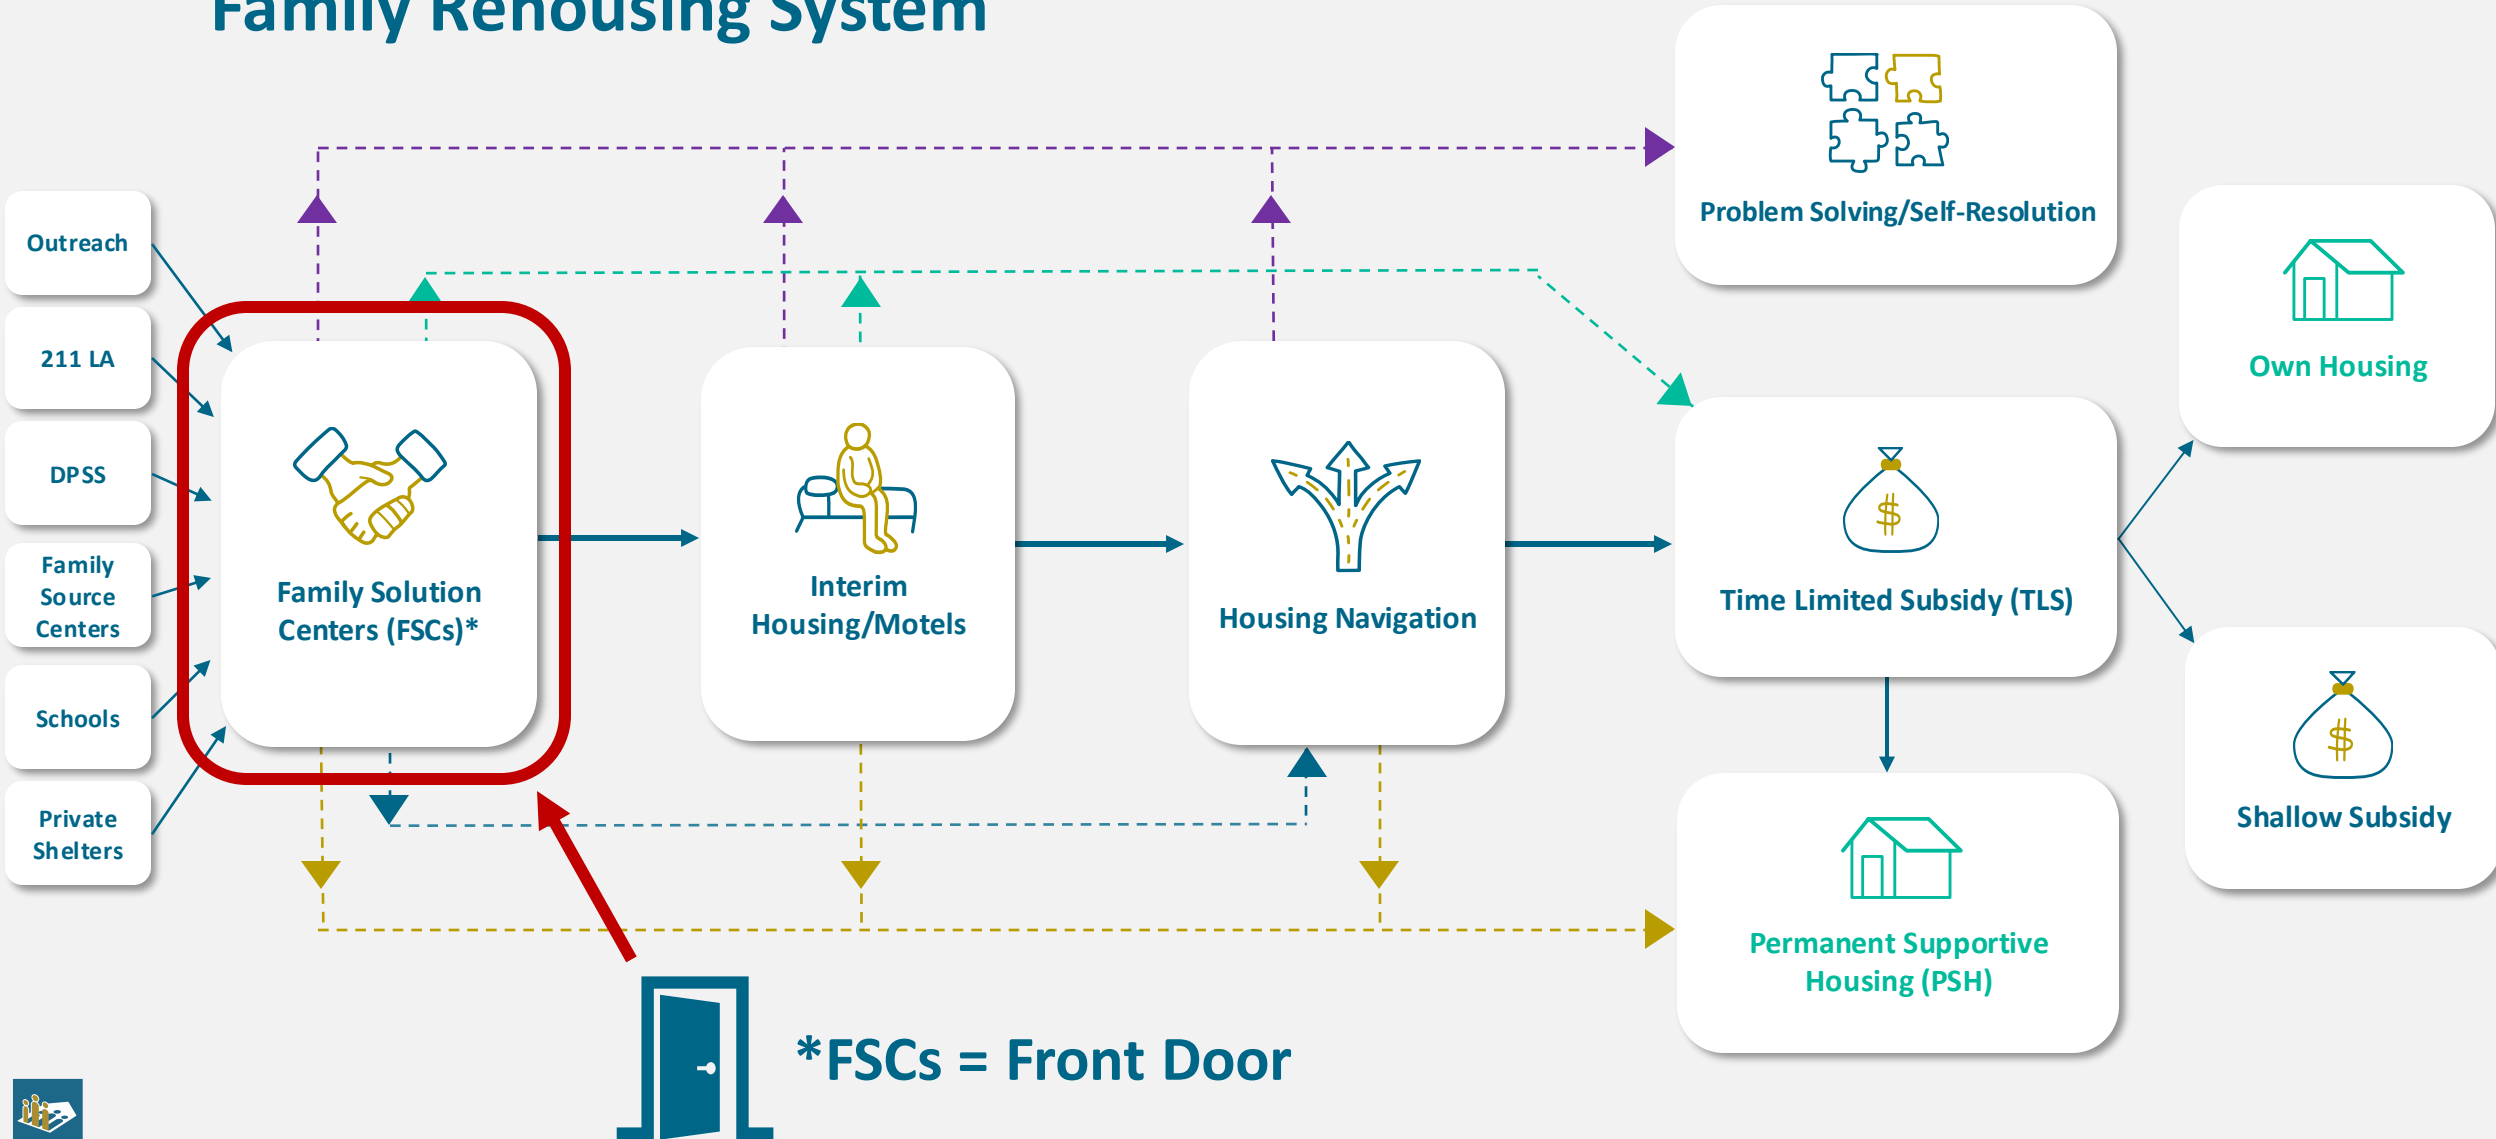 Family Rehousing System
Problem Solving/Self-Resolution
Outreach
211 LA
DPSS
Family
Source
Centers
Schools
Private
Shelters
Family Solution
Centers (FSCs)*
Interim
Housing/Motels
Housing Navigation
Time Limited Subsidy (TLS)
$
Own Housing
Shallow Subsidy
$
Permanent Supportive
Housing (PSH)
*FSCs = Front Door